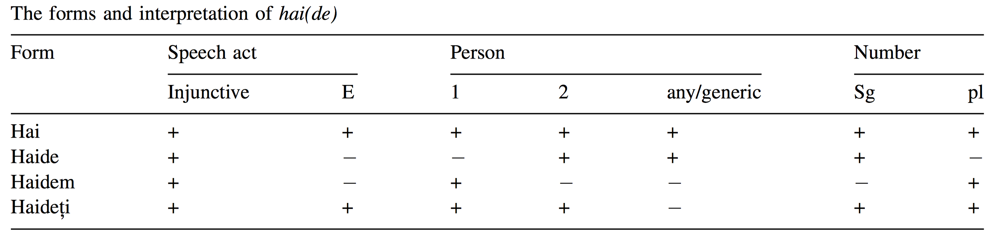 The forms and interpretation of hai(de)
Form Speech act Person Number
Injunctive E 1 2 any/generic Sg pl
Hai + + + + + + +
Haide + — — + + + —
Haidem + — + — — — +
Haideți + + + + — + +